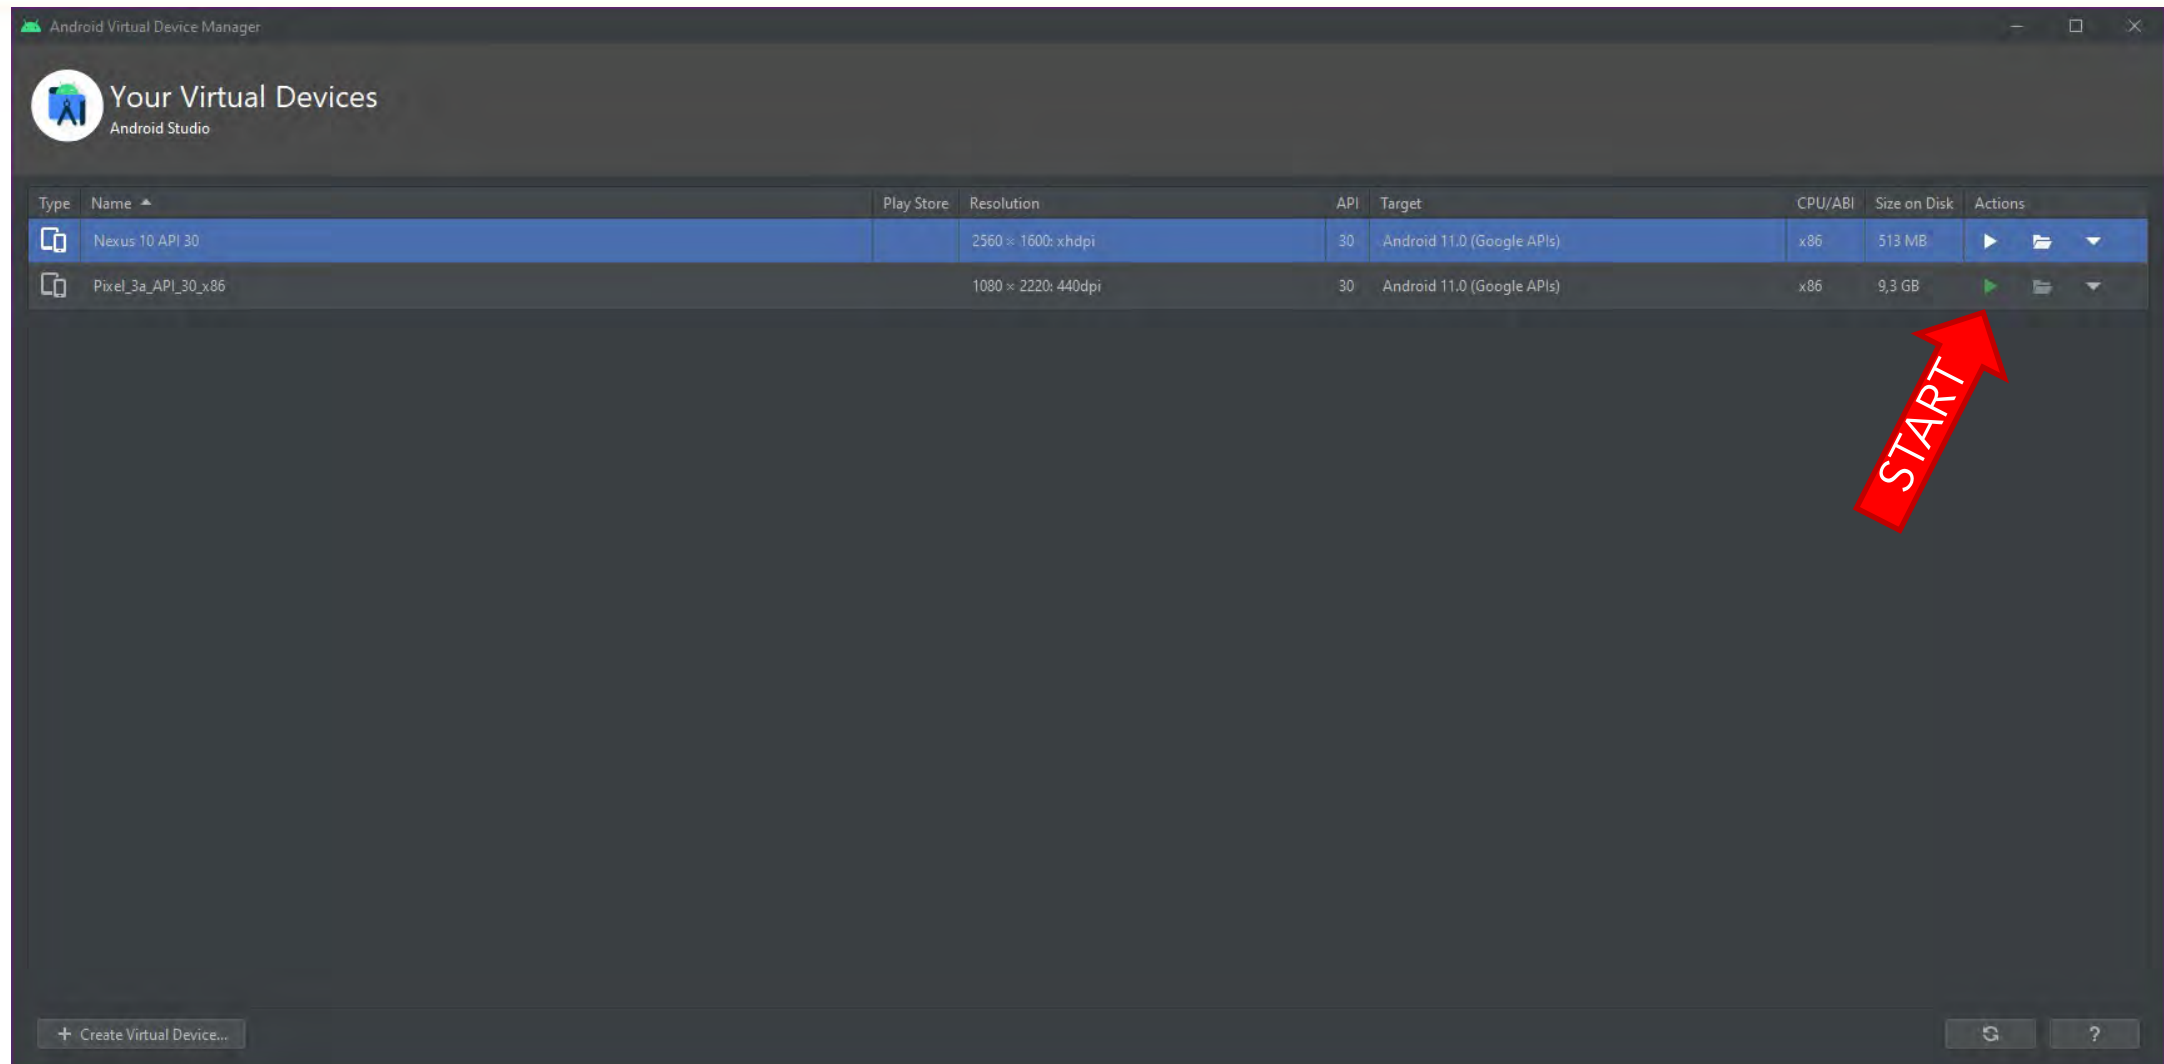 Android Virtual Device Manager
Your Virtual Devices
Android Studio
Type Name Play Store Resolution API Target CPU/ABI Size on Disk Actions
Nexus 10 API 30 2560 × 1600: xhdpi 30 Android 11.0 (Google APIs) x86 513 MB
Pixel_3a_API_30_x86 1080 × 2220: 440dpi 30 Android 11.0 (Google APIs) x86 9,3 GB
START
+ Create Virtual Device... ?